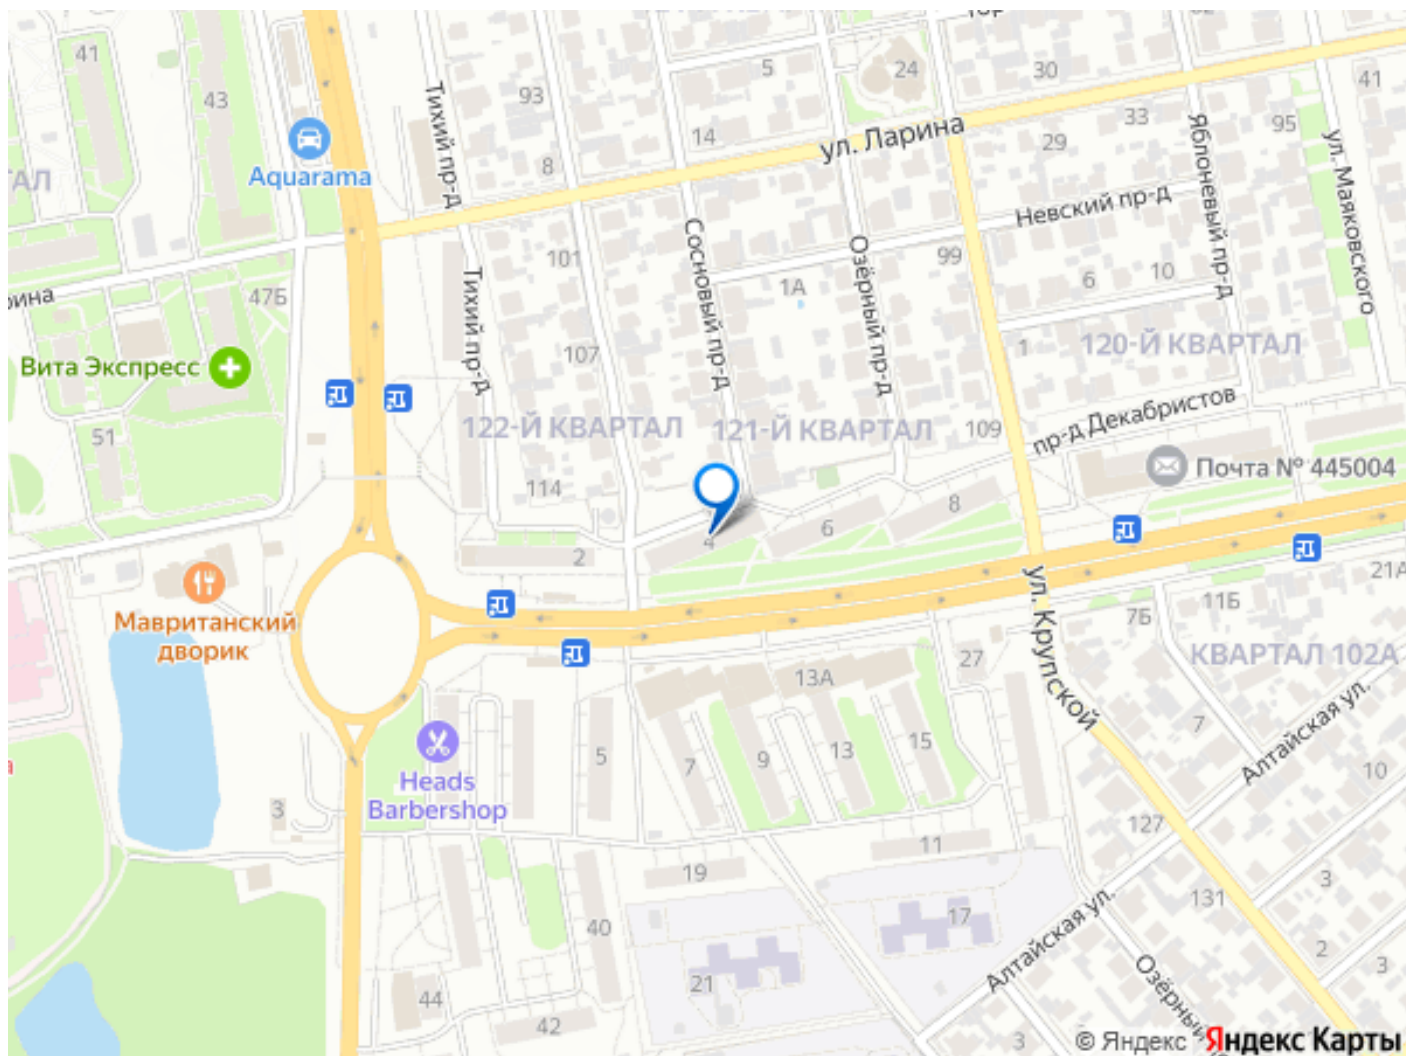 41
43
93
5
24
30
33
41
95
Тихий пр-д
14
ул. Ларина
29
Яблоневый пр-д
ул. Маяковского
Aquarama
8
Невский пр-д
Сосновый пр-д
Озёрный пр-д
99
101
47Б
Тихий пр-д
1А
6
10
107
1
120-Й КВАРТАЛ
Вита Экспресс
51
122-Й КВАРТАЛ
121-Й КВАРТАЛ
109
пр-д Декабристов
Почта № 445004
114
8
6
4
2
21А
Мавританский
дворик
ул. Крупской
7Б
11Б
КВАРТАЛ 102А
27
13А
Алтайская ул.
7
5
7
9
13
15
Heads
Barbershop
3
10
127
11
19
3
131
17
40
2
Алтайская ул.
3
21
44
42
Озёрный
3
© Яндекс Яндекс Карты